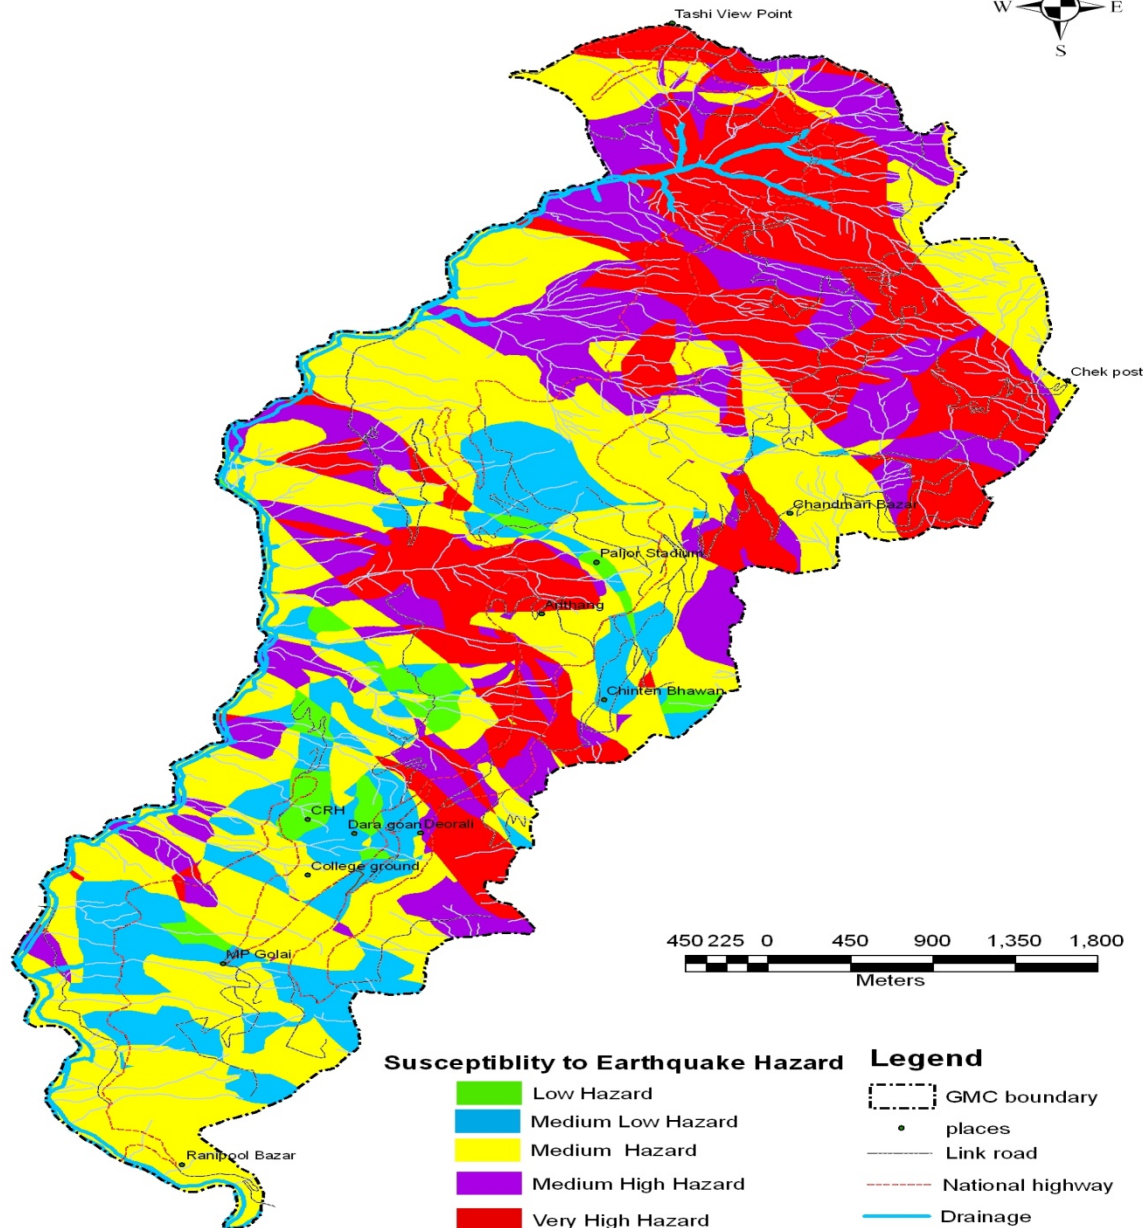 Tashi View Point
W E
S
Chek post
Chandmari Bazar
Paljor Stadium
Arithang
Chinten Bhawan
CRH
Dara goan Deorali
College ground
MP Golai
450 225 0 450 900 1,350 1,800
Meters
Ranipool Bazar
Susceptiblity to Earthquake Hazard
Low Hazard
Medium Low Hazard
Medium Hazard
Medium High Hazard
Very High Hazard
Legend
GMC boundary
places
Link road
National highway
Drainage